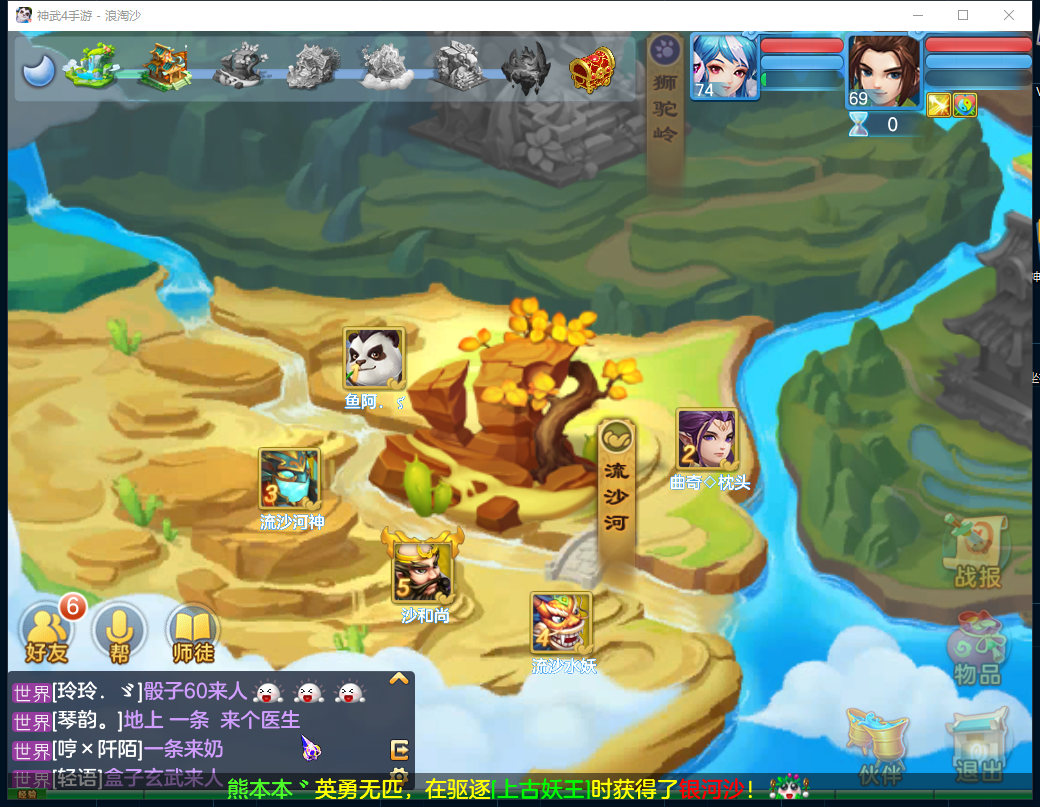 神武4手游 - 浪淘沙
74
69
0
狮驼岭
鱼阿．ㄑ
2
曲奇◇枕头
流沙河
3
流沙河神
5
沙和尚
4
流沙水妖
战报
6
好友
帮
师徒
物品
世界[玲玲．ヾ]骰子60来人
世界[琴韵。]地上 一条 来个医生
世界[哼×阡陌]一条来奶
世界[轻语]盒子玄武来人
伙伴
退出
经验
熊本本〝英勇无匹，在驱逐[上古妖王]时获得了银河沙！